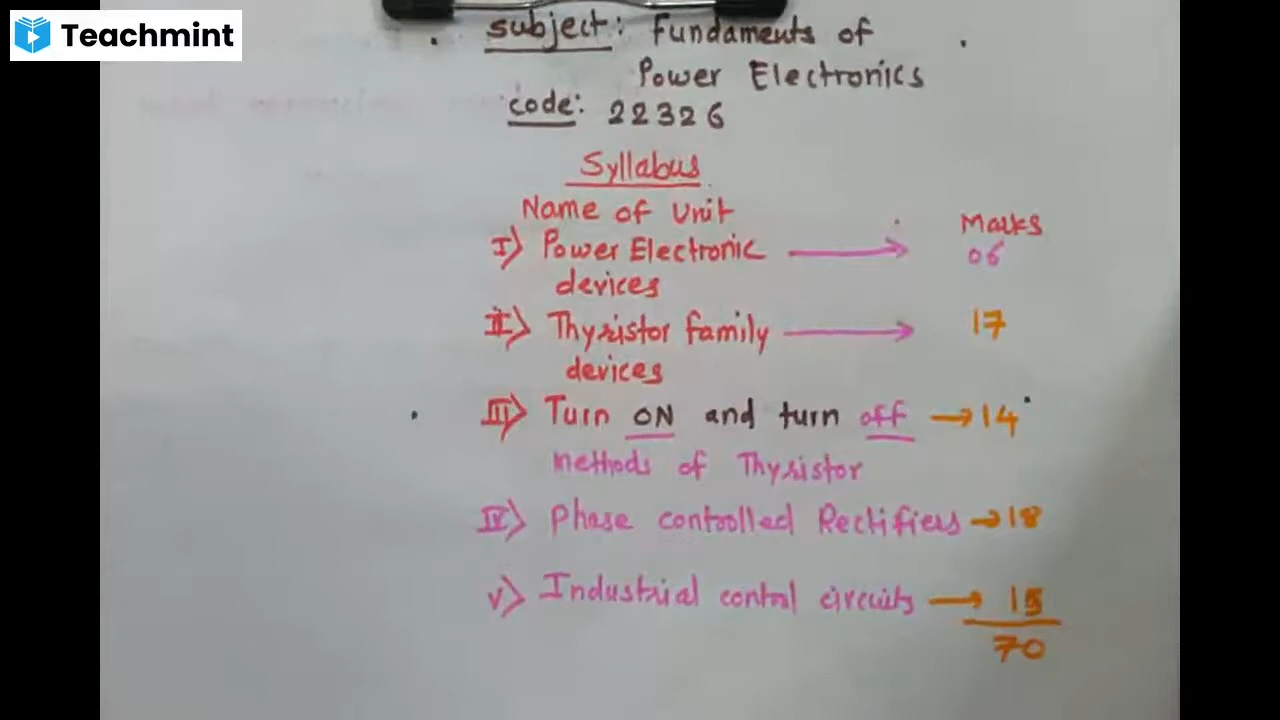 Teachmint
subject: Fundaments of
Power Electronics
code: 22326
Syllabus
Name of Unit
Marks
I) Power Electronic → 06
devices
II) Thyristor family → 17
devices
III) Turn ON and turn off → 14
methods of Thyristor
IV) Phase controlled Rectifiers → 18
V) Industrial control circuits → 15
70